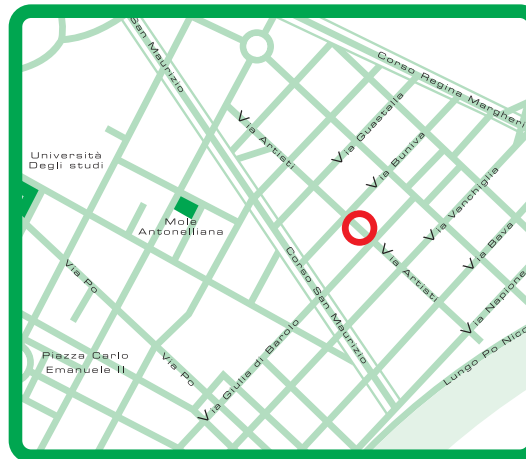 San Maurizio
Corso Regina Margheri
Via Artisti
Via Guastalla
Via Buniva
Università
Degli studi
Mole
Antonelliana
Via Vanchiglia
Via Bava
Via Artisti
Corso San Maurizio
Via Po
Via Napione
Lungo Po Nico
Piazza Carlo
Emanuele II
Via Po
Via Giulia di Barolo